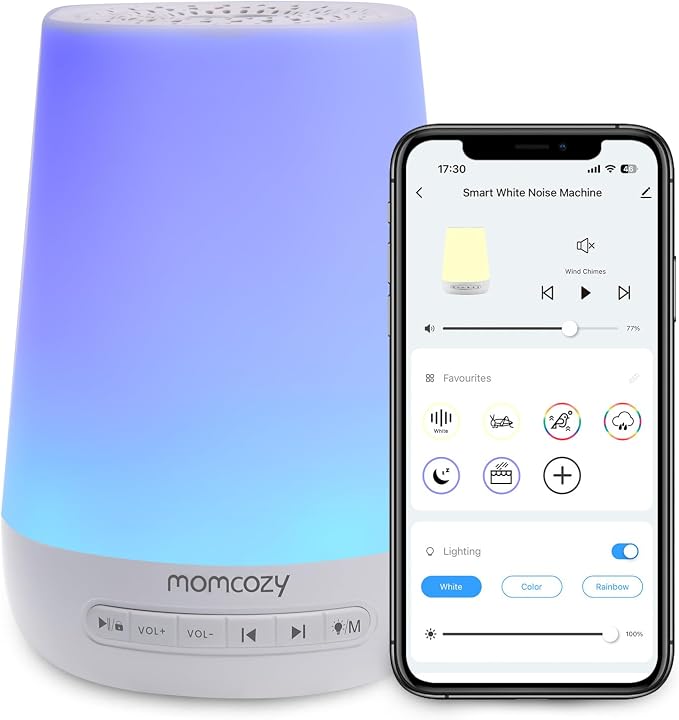 momcozy
VOL+
VOL-
M
17:30
48
Smart White Noise Machine
Wind Chimes
77%
Favourites
White
Lighting
White
Color
Rainbow
100%